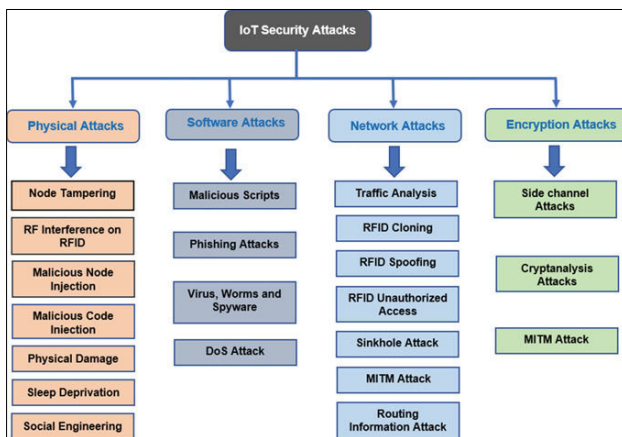 IoT Security Attacks
Physical Attacks
Software Attacks
Network Attacks
Encryption Attacks
Node Tampering
RF Interference on
RFID
Malicious Node
Injection
Malicious Code
Injection
Physical Damage
Sleep Deprivation
Social Engineering
Malicious Scripts
Phishing Attacks
Virus, Worms and
Spyware
DoS Attack
Traffic Analysis
RFID Cloning
RFID Spoofing
RFID Unauthorized
Access
Sinkhole Attack
MITM Attack
Routing
Information Attack
Side channel
Attacks
Cryptanalysis
Attacks
MITM Attack